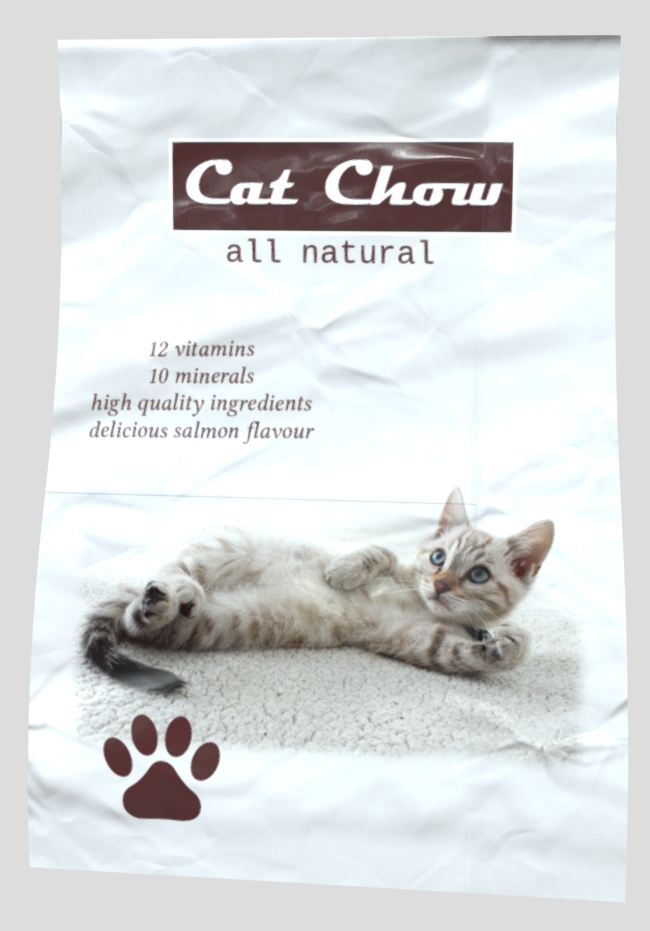 Cat Chow
all natural
12 vitamins
10 minerals
high quality ingredients
delicious salmon flavour